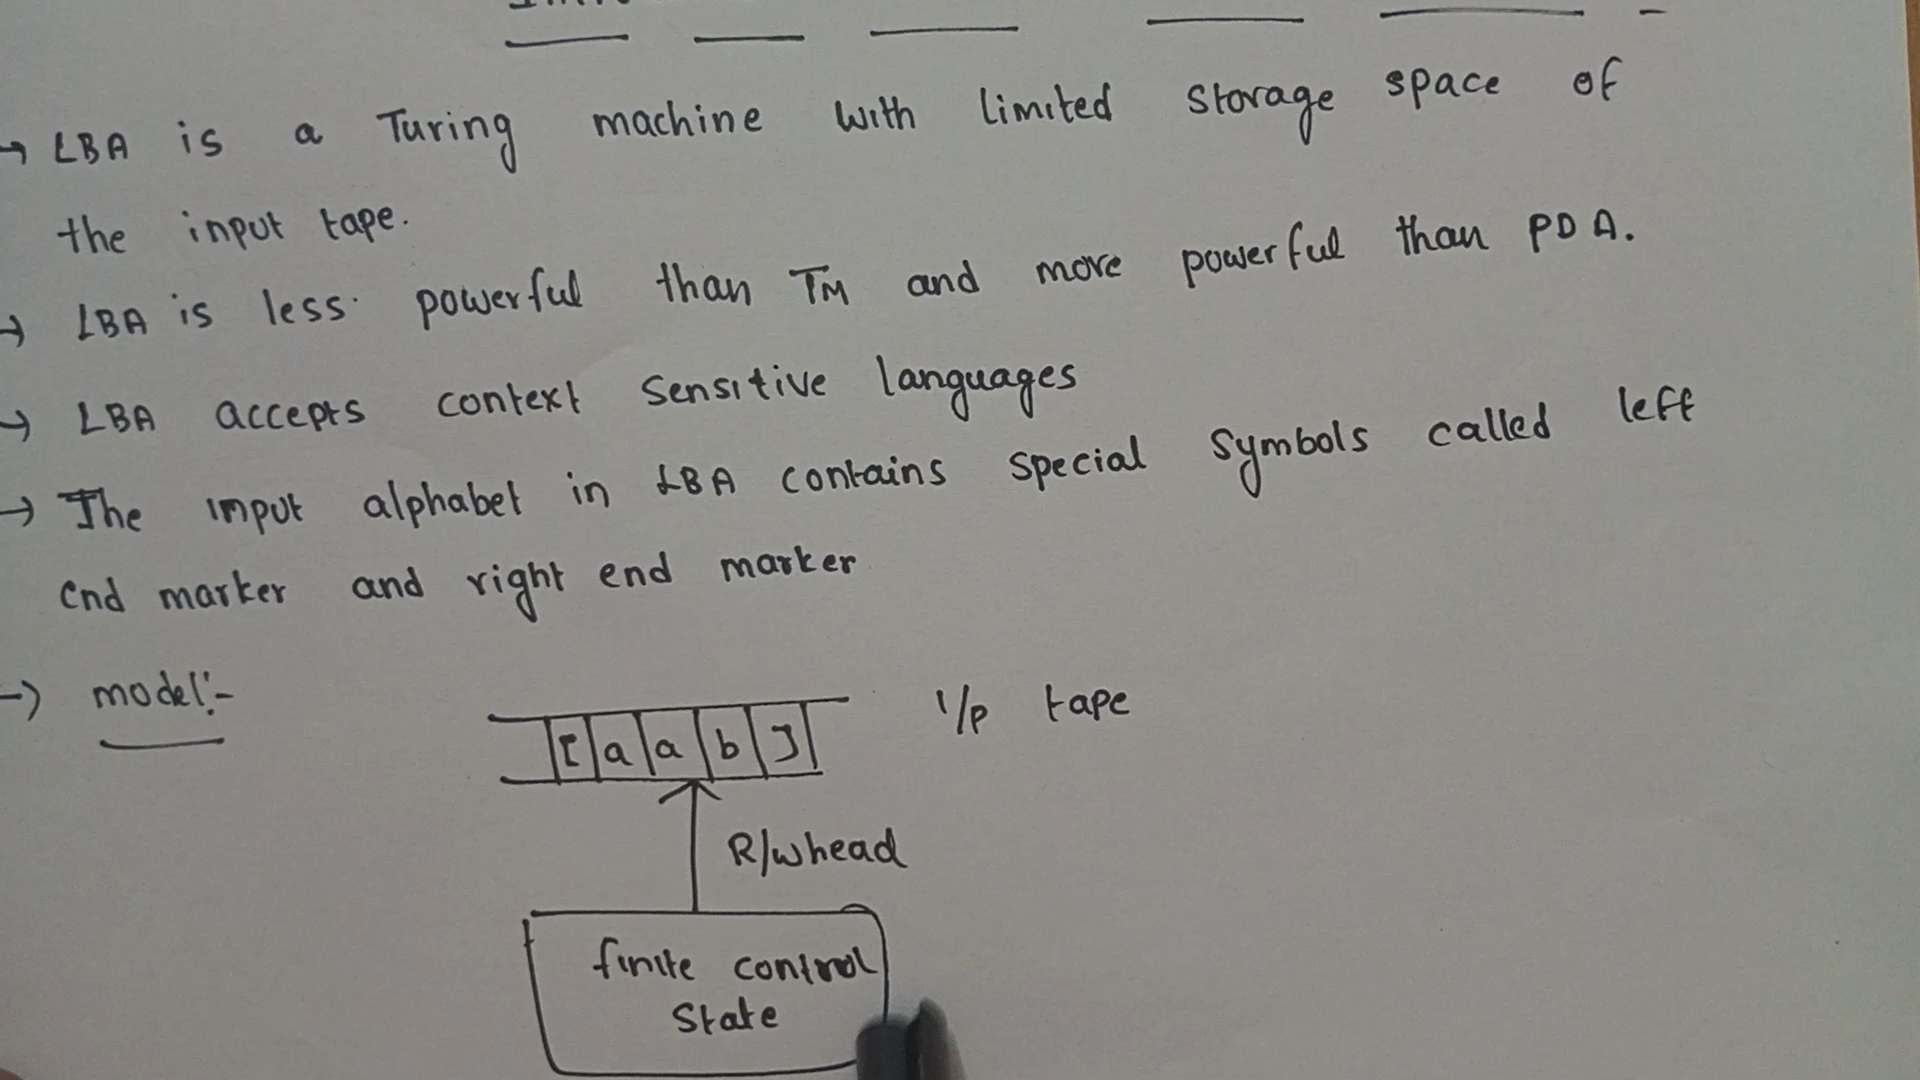 → LBA is a Turing machine with limited storage space of
the input tape.
→ LBA is less powerful than TM and more powerful than PDA.
→ LBA accepts context sensitive languages
→ The input alphabet in LBA contains special symbols called left
end marker and right end marker
→ model:-
[ a a b ] I/p tape
R/w head
finite control
state